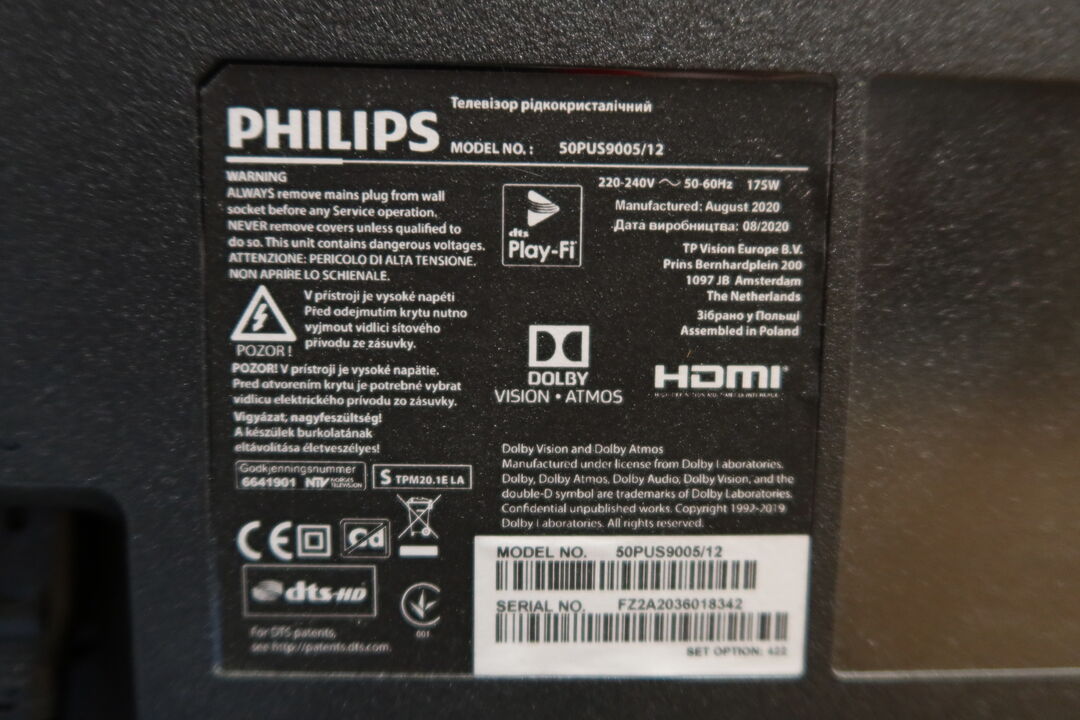 Телевізор рідкокристалічний
PHILIPS MODEL NO. : 50PUS9005/12
WARNING
ALWAYS remove mains plug from wall
socket before any Service operation.
NEVER remove covers unless qualified to
do so. This unit contains dangerous voltages.
ATTENZIONE: PERICOLO DI ALTA TENSIONE.
NON APRIRE LO SCHIENALE.
V přístroji je vysoké napětí
Před odejmutím krytu nutno
vyjmout vidlici síťového
přívodu ze zásuvky.
POZOR !
POZOR! V prístroji je vysoke napätie.
Pred otvorením krytu je potrebné vybrat
vidlicu elektrického prívodu zo zásuvky.
Vigyázat, nagyfeszültség!
A készülek burkolatának
eltávolítása életveszélyes!
Godkjenningsnummer
6641901 NTV NORGES TELEVISION
S TPM20.1E LA
CE
Cd
dts-HD
001
For DTS patents,
see http://patents.dts.com.
dts
Play-Fi
220-240V ~ 50-60Hz 175W
Manufactured: August 2020
Дата виробництва: 08/2020
TP Vision Europe B.V.
Prins Bernhardplein 200
1097 JB Amsterdam
The Netherlands
Зібрано у Польщі
Assembled in Poland
DOLBY
VISION • ATMOS
HDMI
Dolby Vision and Dolby Atmos
Manufactured under license from Dolby Laboratories.
Dolby, Dolby Atmos, Dolby Audio, Dolby Vision, and the
double-D symbol are trademarks of Dolby Laboratories.
Confidential unpublished works. Copyright 1992-2019
Dolby Laboratories. All rights reserved.
MODEL NO. 50PUS9005/12
SERIAL NO. FZ2A2036018342
SET OPTION: 422